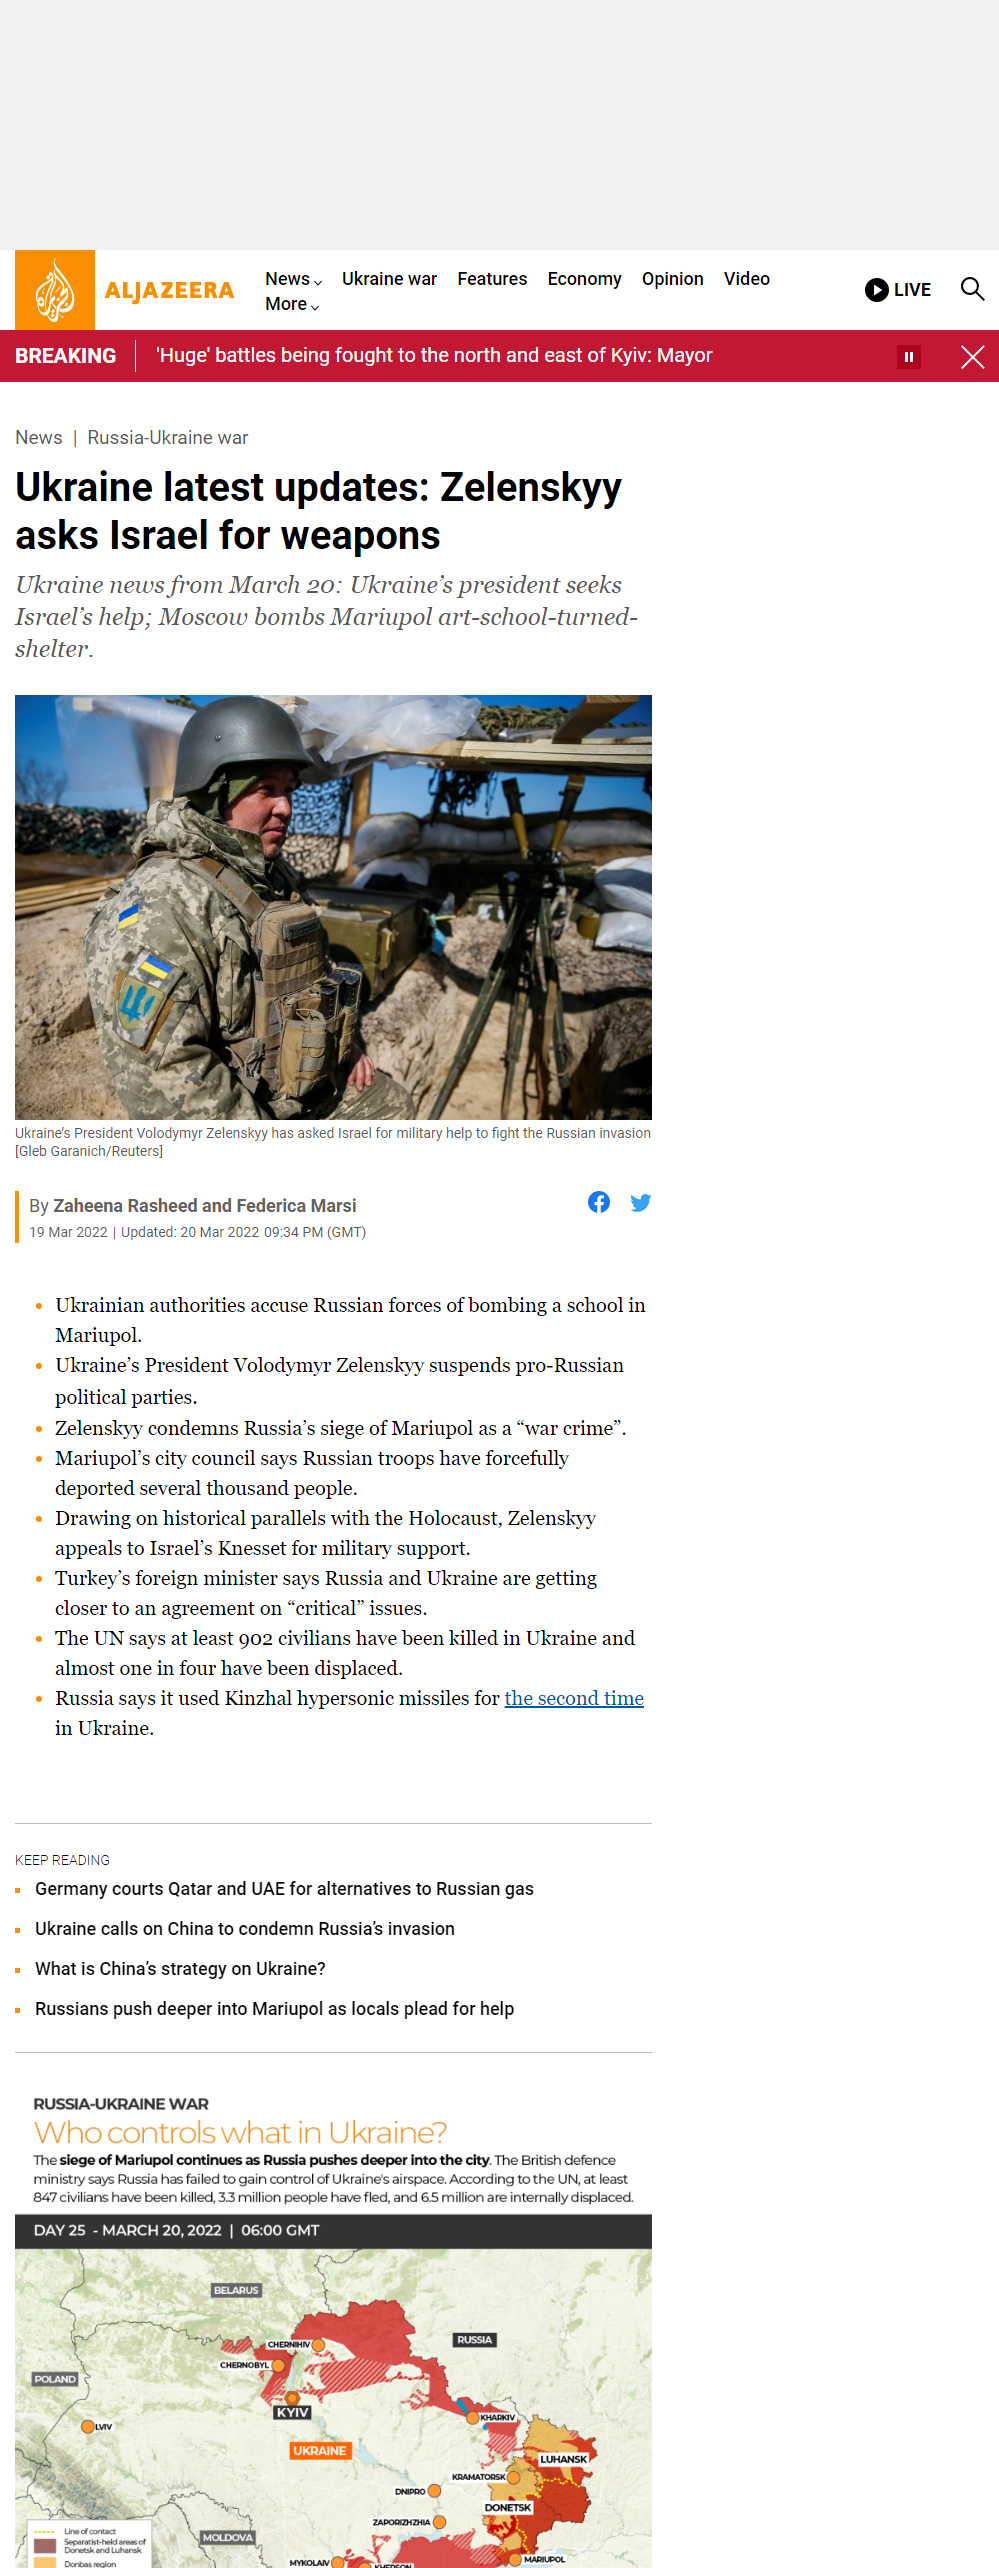 ALJAZEERA
News
Ukraine war
Features
Economy
Opinion
Video
More
LIVE
BREAKING
'Huge' battles being fought to the north and east of Kyiv: Mayor
News | Russia-Ukraine war
Ukraine latest updates: Zelenskyy
asks Israel for weapons
Ukraine news from March 20: Ukraine’s president seeks
Israel’s help; Moscow bombs Mariupol art-school-turned-
shelter.
Ukraine’s President Volodymyr Zelenskyy has asked Israel for military help to fight the Russian invasion
[Gleb Garanich/Reuters]
By Zaheena Rasheed and Federica Marsi
19 Mar 2022 | Updated: 20 Mar 2022 09:34 PM (GMT)
Ukrainian authorities accuse Russian forces of bombing a school in
Mariupol.
Ukraine’s President Volodymyr Zelenskyy suspends pro-Russian
political parties.
Zelenskyy condemns Russia’s siege of Mariupol as a “war crime”.
Mariupol’s city council says Russian troops have forcefully
deported several thousand people.
Drawing on historical parallels with the Holocaust, Zelenskyy
appeals to Israel’s Knesset for military support.
Turkey’s foreign minister says Russia and Ukraine are getting
closer to an agreement on “critical” issues.
The UN says at least 902 civilians have been killed in Ukraine and
almost one in four have been displaced.
Russia says it used Kinzhal hypersonic missiles for the second time
in Ukraine.
KEEP READING
Germany courts Qatar and UAE for alternatives to Russian gas
Ukraine calls on China to condemn Russia’s invasion
What is China’s strategy on Ukraine?
Russians push deeper into Mariupol as locals plead for help
RUSSIA-UKRAINE WAR
Who controls what in Ukraine?
The siege of Mariupol continues as Russia pushes deeper into the city. The British defence
ministry says Russia has failed to gain control of Ukraine's airspace. According to the UN, at least
847 civilians have been killed, 3.3 million people have fled, and 6.5 million are internally displaced.
DAY 25 - MARCH 20, 2022 | 06:00 GMT
BELARUS
RUSSIA
CHERNIHIV
CHERNOBYL
POLAND
KYIV
KHARKIV
LVIV
UKRAINE
LUHANSK
KRAMATORSK
DNIPRO
DONETSK
ZAPORIZHZHIA
Line of contact
MOLDOVA
Separatist-held areas of
Donetsk and Luhansk
MARIUPOL
MYKOLAIV
KHERSON
Donbas region